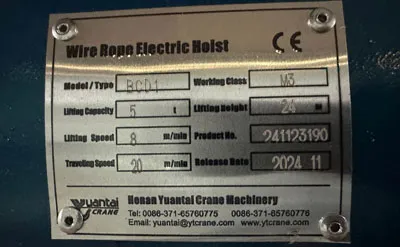 Wire Rope Electric Hoist CE
Model / Type BCD1 Working Class M3
Lifting Capacity 5 t Lifting Height 24 m
Lifting Speed 8 m/min Product No. 241123190
Traveling Speed 20 m/min Release Date 2024.11
Yuantai CRANE
Henan Yuantai Crane Machinery
Tel: 0086-371-65760775 0086-371-65760776
Email: yuantai@ytcrane.com www.ytcrane.com